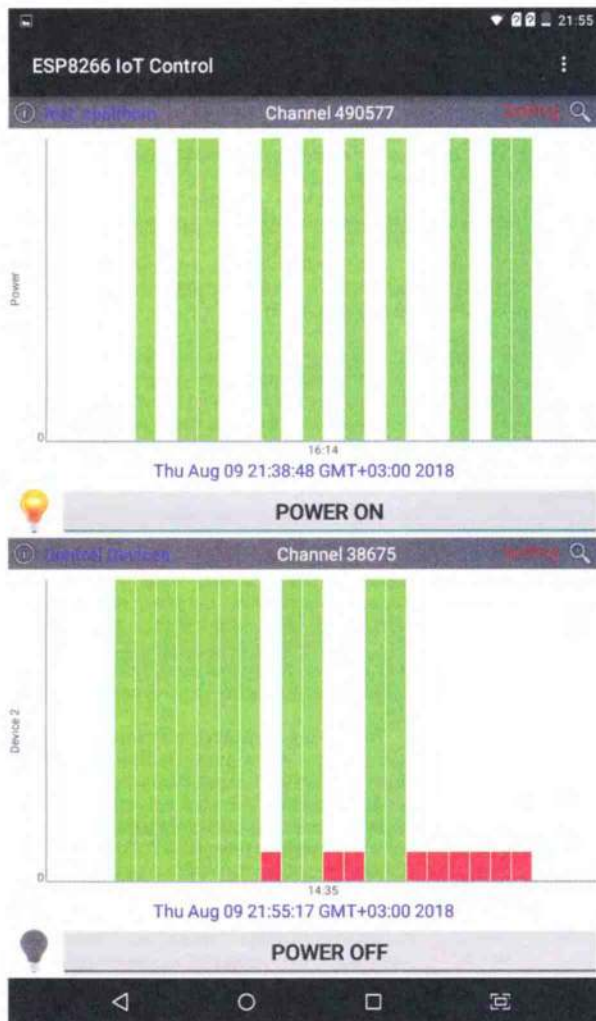 21:55
ESP8266 IoT Control
Channel 490577
Power
0
16:14
Thu Aug 09 21:38:48 GMT+03:00 2018
POWER ON
Control Devices Channel 38675
Device 2
0
14:35
Thu Aug 09 21:55:17 GMT+03:00 2018
POWER OFF